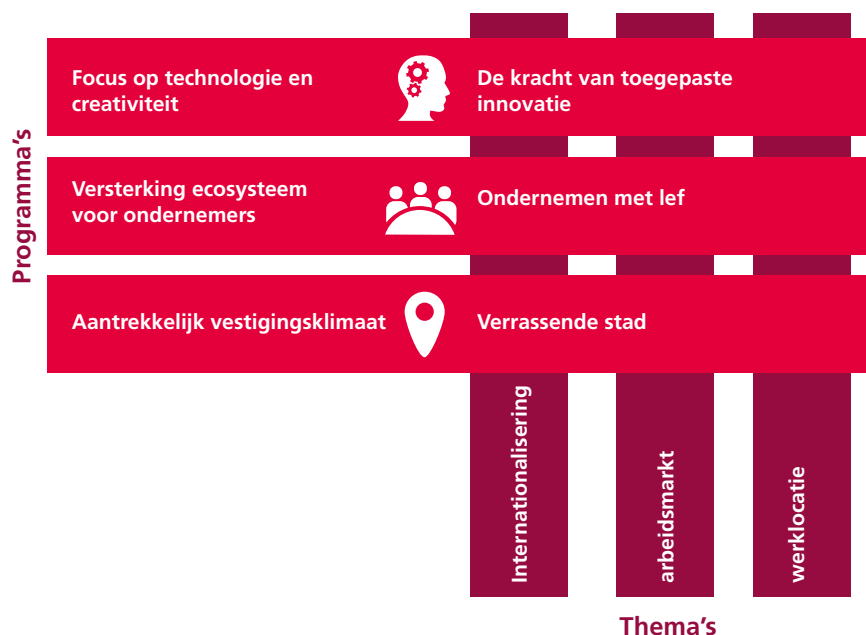 Programma's
Focus op technologie en
creativiteit
De kracht van toegepaste
innovatie
Versterking ecosysteem
voor ondernemers
Ondernemen met lef
Aantrekkelijk vestigingsklimaat
Verrassende stad
Internationalisering
arbeidsmarkt
werklocatie
Thema's